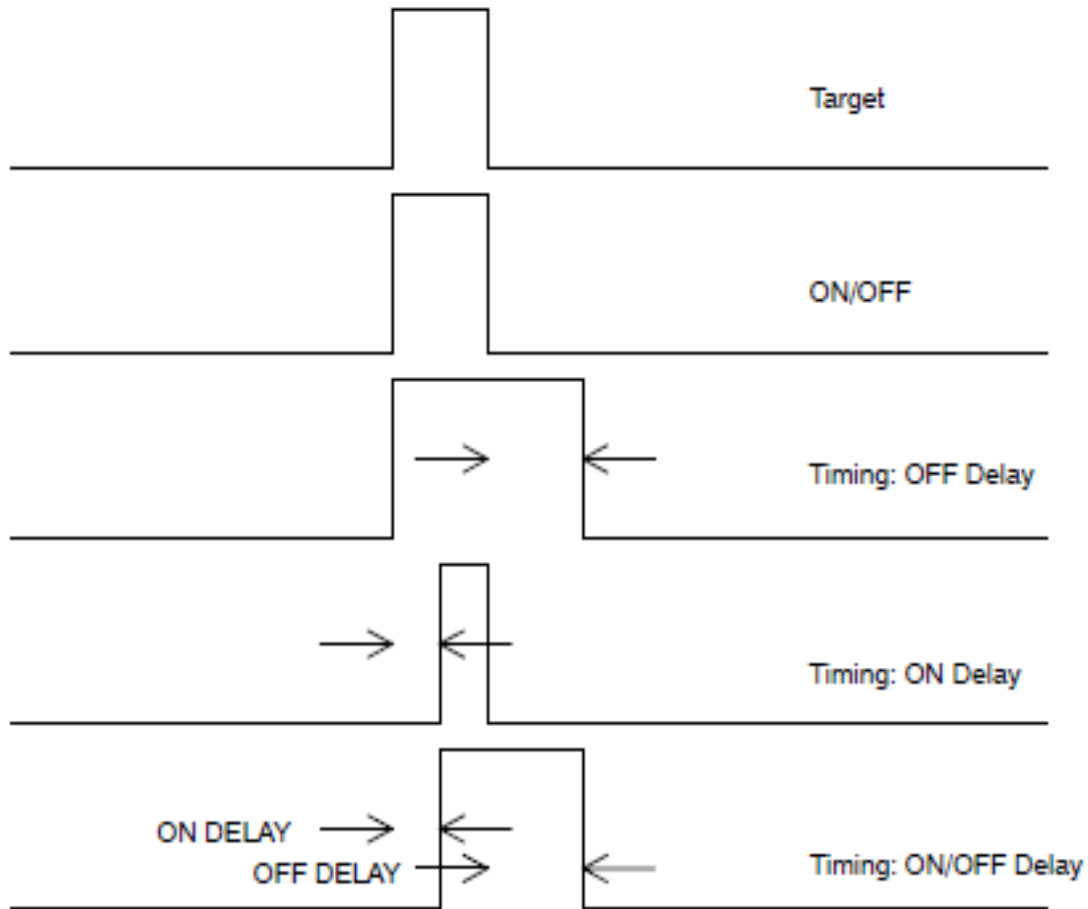 Target
ON/OFF
Timing: OFF Delay
Timing: ON Delay
ON DELAY
OFF DELAY
Timing: ON/OFF Delay